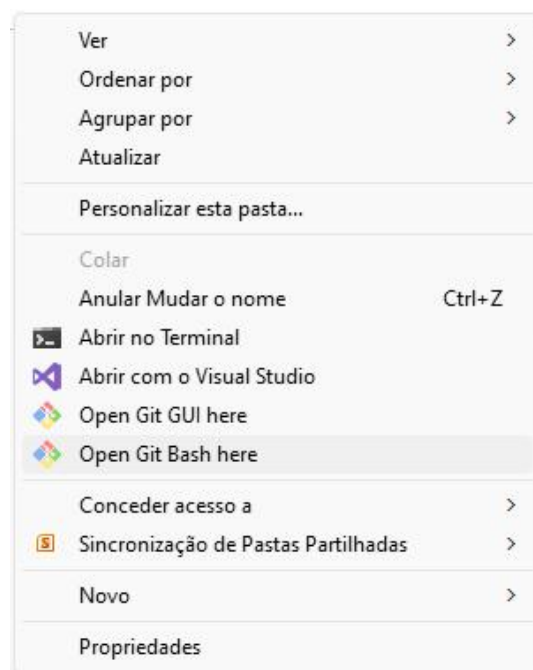 Ver
Ordenar por
Agrupar por
Atualizar
Personalizar esta pasta...
Colar
Anular Mudar o nome Ctrl+Z
Abrir no Terminal
Abrir com o Visual Studio
Open Git GUI here
Open Git Bash here
Conceder acesso a
Sincronização de Pastas Partilhadas
Novo
Propriedades